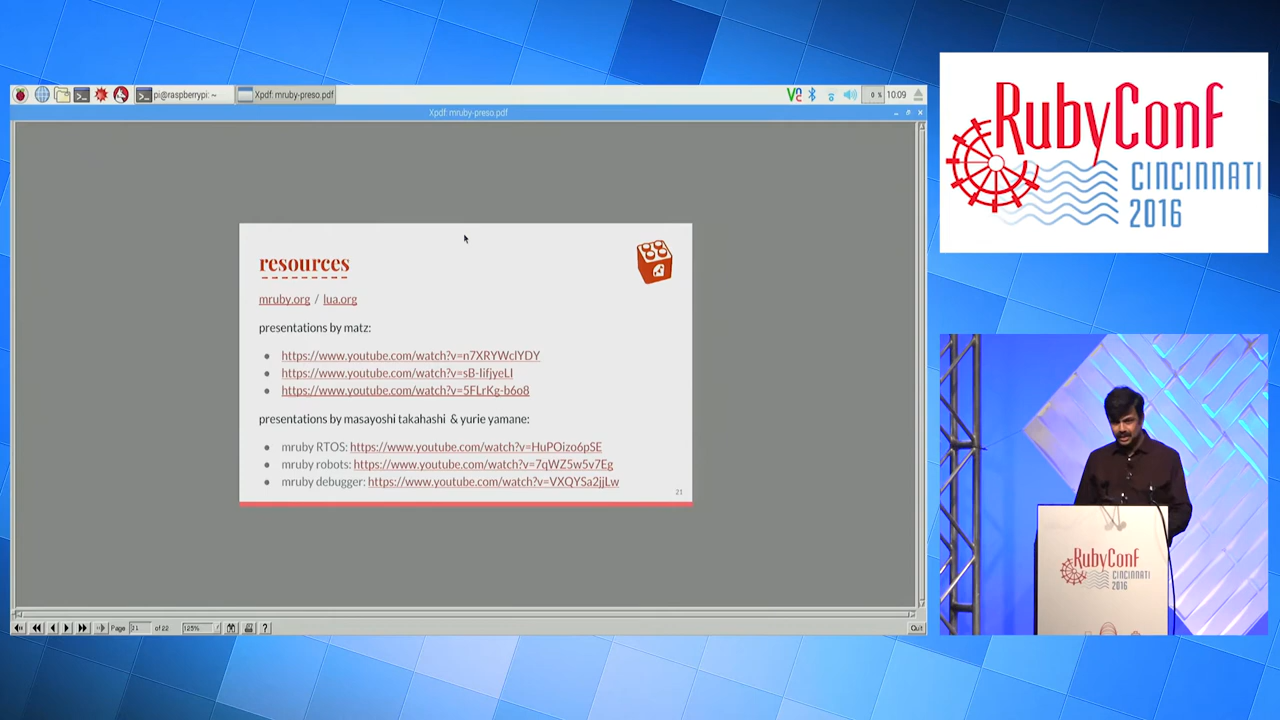 pi@raspberrypi: ~
Xpdf: mruby-preso.pdf
0 %
10:09
Xpdf: mruby-preso.pdf
resources
mruby.org / lua.org
presentations by matz:
https://www.youtube.com/watch?v=n7XRYWclYDY
https://www.youtube.com/watch?v=sB-IifjyeLI
https://www.youtube.com/watch?v=5FLrKg-b6o8
presentations by masayoshi takahashi & yurie yamane:
mruby RTOS: https://www.youtube.com/watch?v=HuPOizo6pSE
mruby robots: https://www.youtube.com/watch?v=7qWZ5w5v7Eg
mruby debugger: https://www.youtube.com/watch?v=VXQYSa2jjLw
21
Page 21 of 22 125% ? Quit
RubyConf
CINCINNATI
2016
RubyConf
CINCINNATI
2016